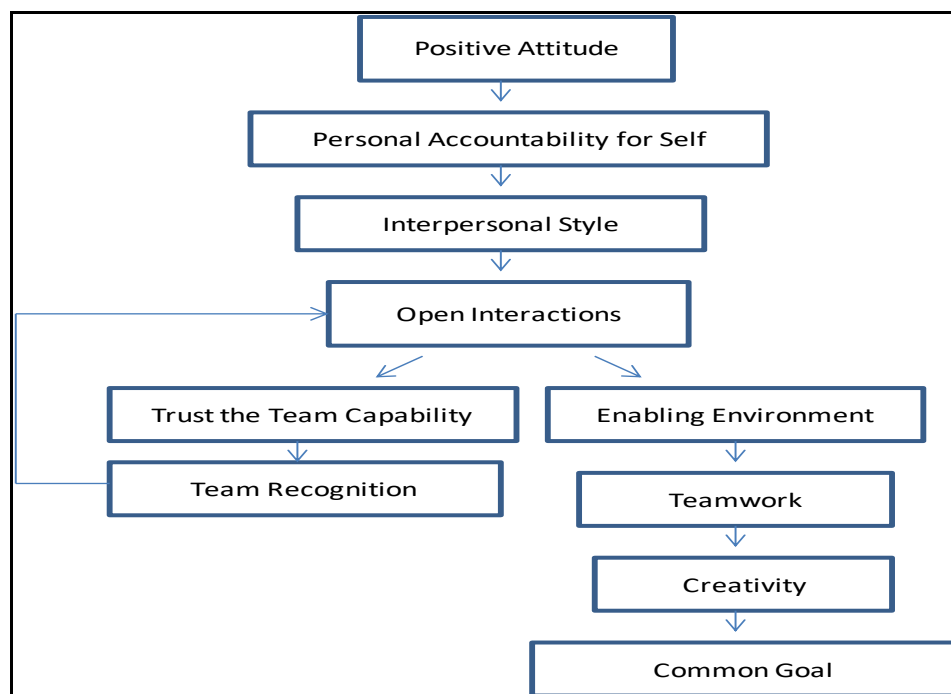 Positive Attitude
Personal Accountability for Self
Interpersonal Style
Open Interactions
Trust the Team Capability
Enabling Environment
Team Recognition
Teamwork
Creativity
Common Goal